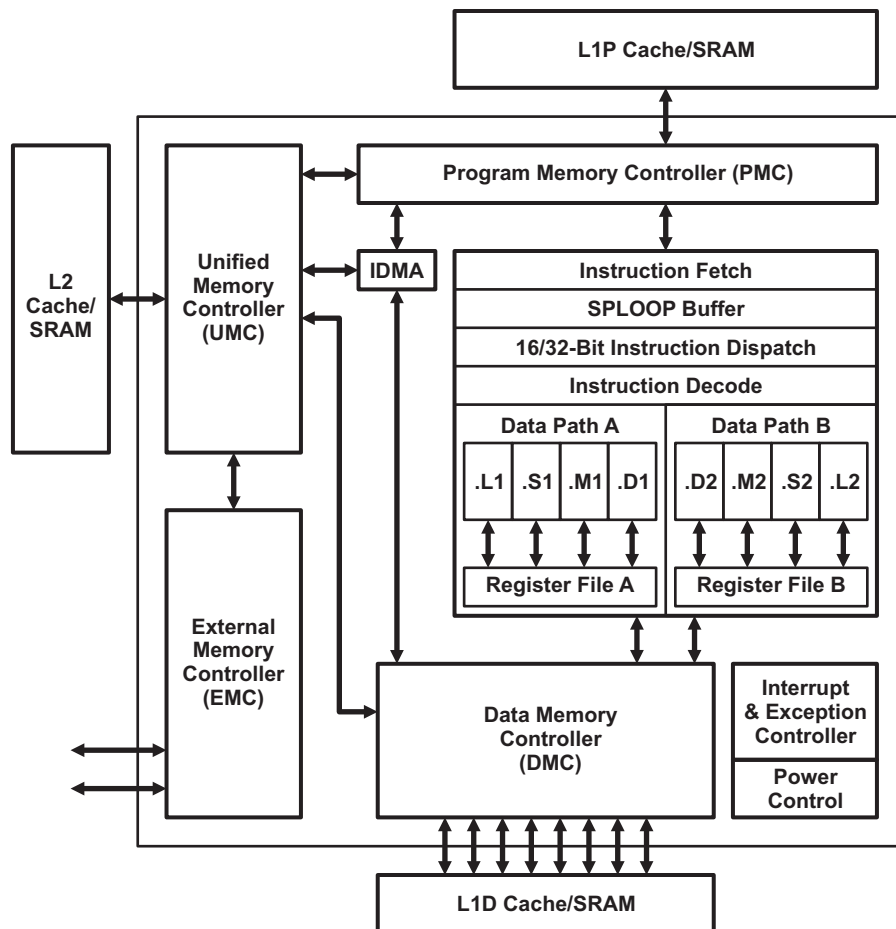 L1P Cache/SRAM
Program Memory Controller (PMC)
L2
Cache/
SRAM
Unified
Memory
Controller
(UMC)
IDMA
Instruction Fetch
SPLOOP Buffer
16/32-Bit Instruction Dispatch
Instruction Decode
Data Path A
Data Path B
.L1
.S1
.M1
.D1
.D2
.M2
.S2
.L2
Register File A
Register File B
External
Memory
Controller
(EMC)
Data Memory
Controller
(DMC)
Interrupt
& Exception
Controller
Power
Control
L1D Cache/SRAM